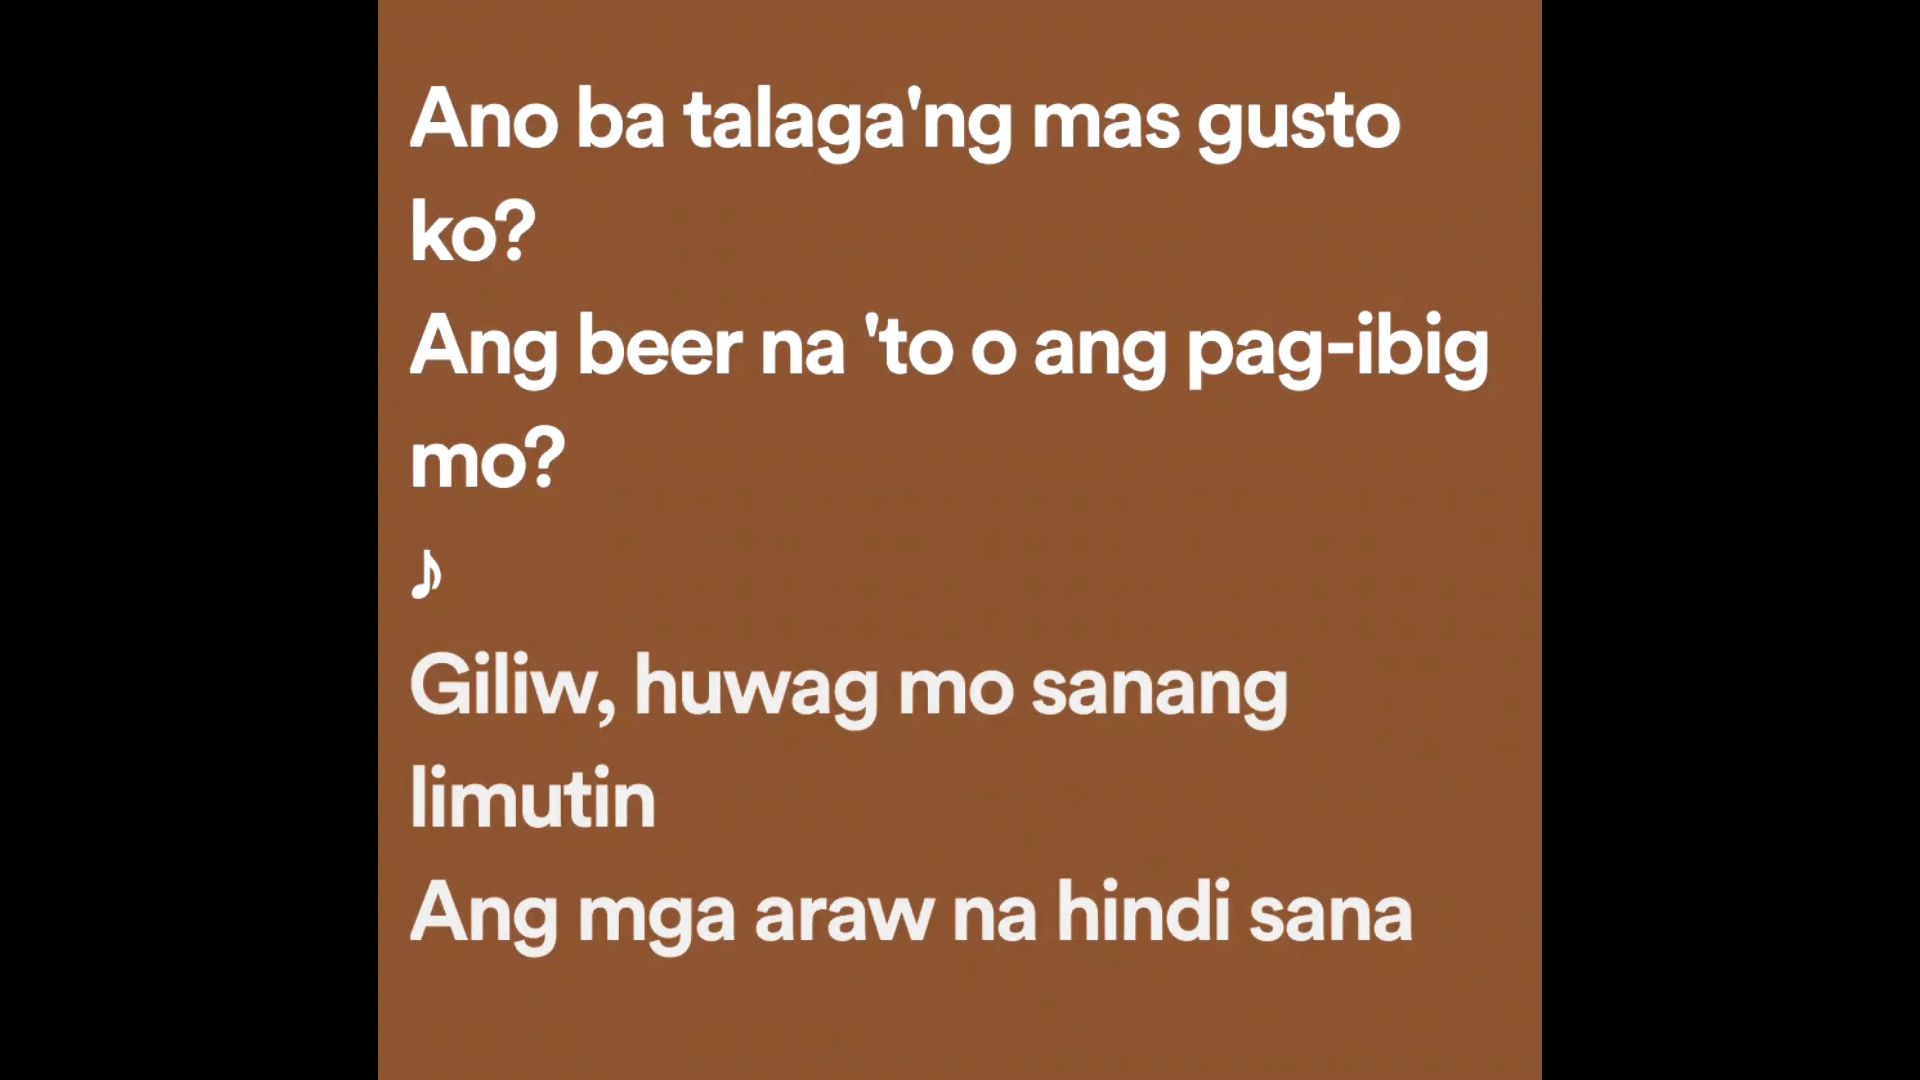 Ano ba talaga'ng mas gusto
ko?
Ang beer na 'to o ang pag-ibig
mo?
♪
Giliw, huwag mo sanang
limutin
Ang mga araw na hindi sana